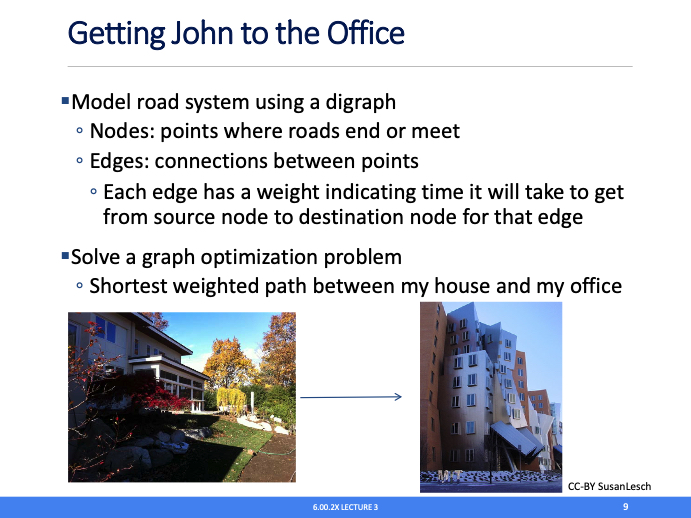 Getting John to the Office
▪Model road system using a digraph
◦ Nodes: points where roads end or meet
◦ Edges: connections between points
◦ Each edge has a weight indicating time it will take to get
from source node to destination node for that edge
▪Solve a graph optimization problem
◦ Shortest weighted path between my house and my office
CC-BY SusanLesch
6.00.2X LECTURE 3
9